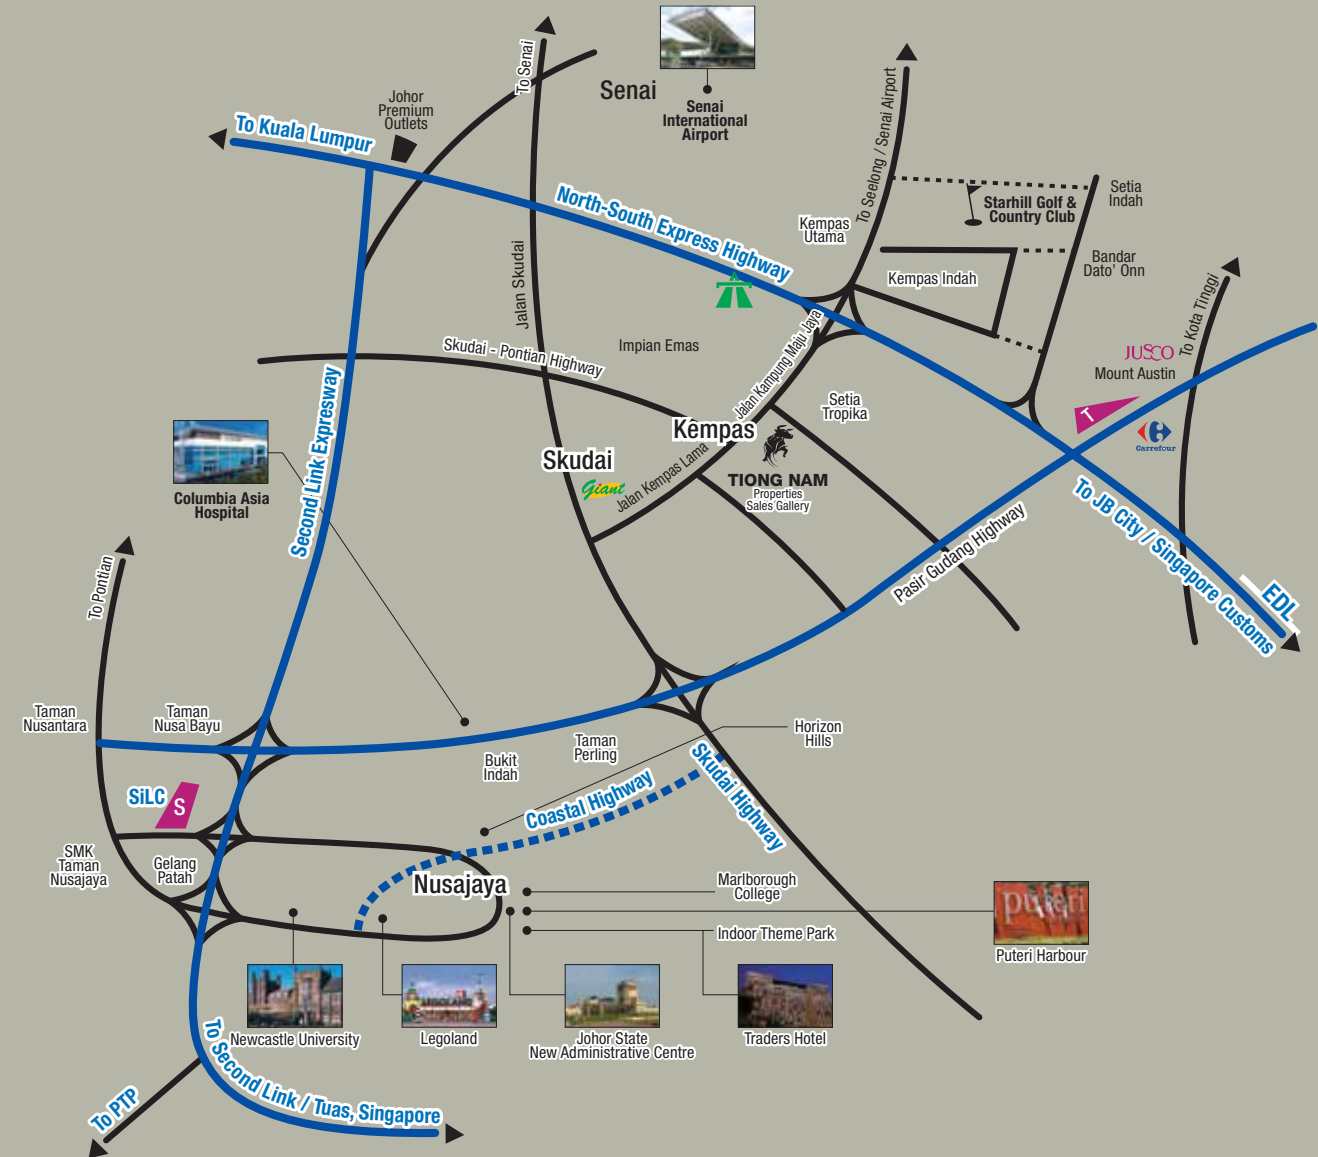 To Senai
Senai
Senai
International
Airport
Johor
Premium
Outlets
To Kuala Lumpur
North-South Express Highway
To Seelong / Senai Airport
Kempas
Utama
Starhill Golf &
Country Club
Setia
Indah
Bandar
Dato' Onn
Kempas Indah
To Kota Tinggi
Jalan Skudai
Skudai - Pontian Highway
Impian Emas
Jalan Kampung Maju Jaya
JUSCO
Mount Austin
T
Carrefour
Setia
Tropika
Kempas
TIONG NAM
Properties
Sales Gallery
Skudai
Giant
Jalan Kempas Lama
Second Link Expresway
Columbia Asia
Hospital
To Pontian
Pasir Gudang Highway
To JB City / Singapore Customs
EDL
Taman
Nusantara
Taman
Nusa Bayu
Bukit
Indah
Taman
Perling
Horizon
Hills
Skudai Highway
Coastal Highway
SiLC
S
SMK
Taman
Nusajaya
Gelang
Patah
Nusajaya
Marlborough
College
Indoor Theme Park
puteri
Puteri Harbour
Newcastle University
LEGOLAND
Legoland
Johor State
New Administrative Centre
Traders Hotel
To Second Link / Tuas, Singapore
To PTP